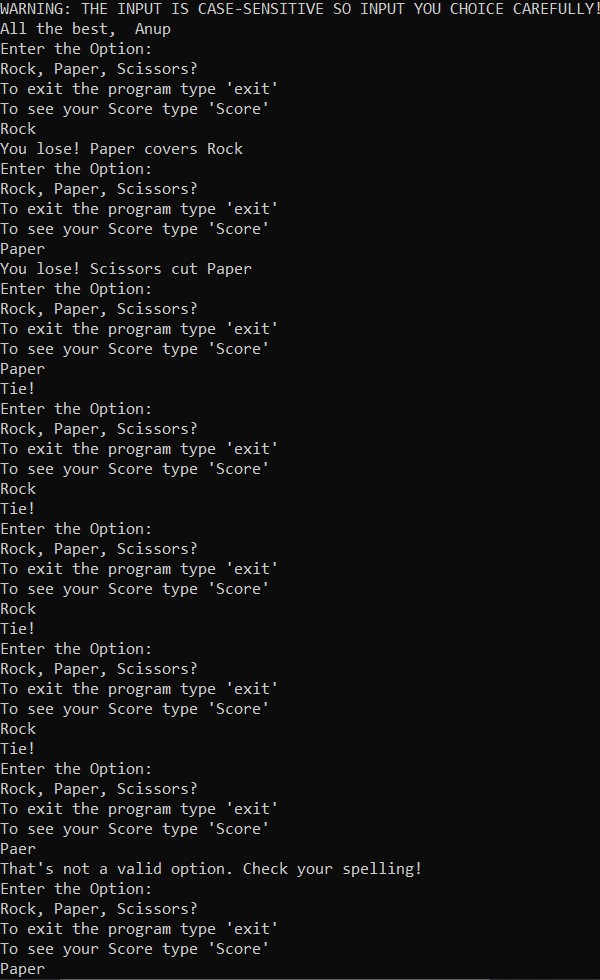 WARNING: THE INPUT IS CASE-SENSITIVE SO INPUT YOU CHOICE CAREFULLY!
All the best,  Anup
Enter the Option:
Rock, Paper, Scissors?
To exit the program type 'exit'
To see your Score type 'Score'
Rock
You lose! Paper covers Rock
Enter the Option:
Rock, Paper, Scissors?
To exit the program type 'exit'
To see your Score type 'Score'
Paper
You lose! Scissors cut Paper
Enter the Option:
Rock, Paper, Scissors?
To exit the program type 'exit'
To see your Score type 'Score'
Paper
Tie!
Enter the Option:
Rock, Paper, Scissors?
To exit the program type 'exit'
To see your Score type 'Score'
Rock
Tie!
Enter the Option:
Rock, Paper, Scissors?
To exit the program type 'exit'
To see your Score type 'Score'
Rock
Tie!
Enter the Option:
Rock, Paper, Scissors?
To exit the program type 'exit'
To see your Score type 'Score'
Rock
Tie!
Enter the Option:
Rock, Paper, Scissors?
To exit the program type 'exit'
To see your Score type 'Score'
Paer
That's not a valid option. Check your spelling!
Enter the Option:
Rock, Paper, Scissors?
To exit the program type 'exit'
To see your Score type 'Score'
Paper